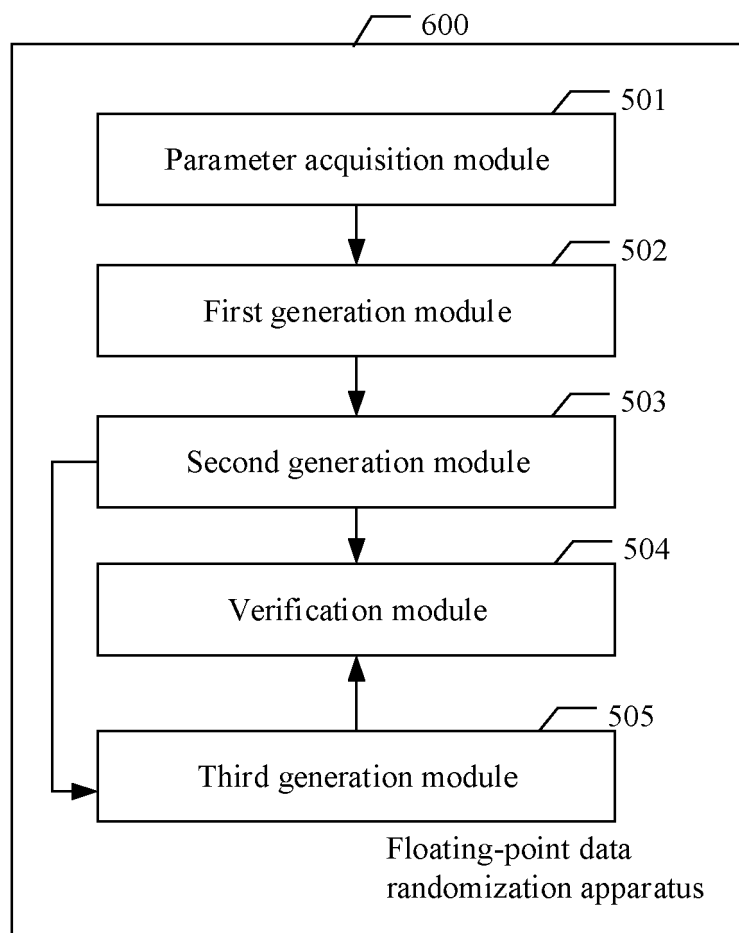 600
501
Parameter acquisition module
502
First generation module
503
Second generation module
504
Verification module
505
Third generation module
Floating-point data
randomization apparatus